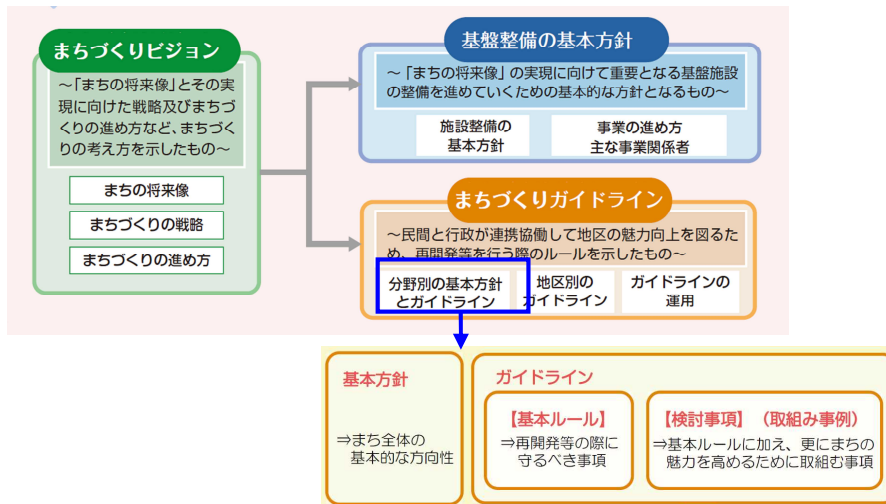 まちづくりビジョン
～「まちの将来像」とその実
現に向けた戦略及びまちづ
くりの進め方など、まちづく
りの考え方を示したもの～
まちの将来像
まちづくりの戦略
まちづくりの進め方
基盤整備の基本方針
～「まちの将来像」の実現に向けて重要となる基盤施設
の整備を進めていくための基本的な方針となるもの～
施設整備の
基本方針
事業の進め方
主な事業関係者
まちづくりガイドライン
～民間と行政が連携協働して地区の魅力向上を図るた
め、再開発等を行う際のルールを示したもの～
分野別の基本方針
とガイドライン
地区別の
ガイドライン
ガイドラインの
運用
基本方針
⇒まち全体の
基本的な方向性
ガイドライン
【基本ルール】
⇒再開発等の際に
守るべき事項
【検討事項】（取組み事例）
⇒基本ルールに加え、更にまちの
魅力を高めるために取組む事項